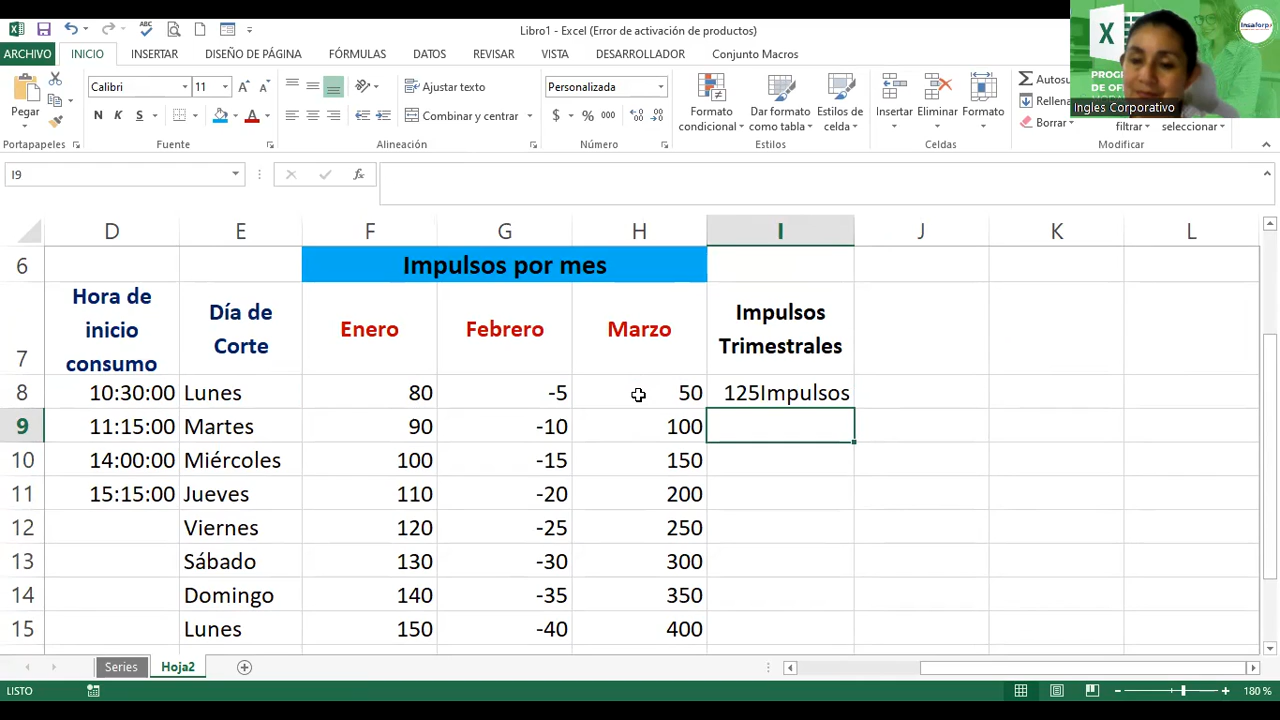 Libro1 - Excel (Error de activación de productos)
ARCHIVO INICIO INSERTAR DISEÑO DE PÁGINA FÓRMULAS DATOS REVISAR VISTA DESARROLLADOR Conjunto Macros
Insaforp
PROG
DE OF
Ingles Corporativo
Pegar
Calibri 11
N K S
Ajustar texto
Combinar y centrar
Personalizada
$ % 000
Formato condicional
Dar formato como tabla
Estilos de celda
Insertar Eliminar Formato
Autosu
Rellena
Borrar
filtrar
seleccionar
Portapapeles Fuente Alineación Número Estilos Celdas Modificar
I9
fx
D E F G H I J K L
6 Impulsos por mes
7 Hora de inicio consumo Día de Corte Enero Febrero Marzo Impulsos Trimestrales
8 10:30:00 Lunes 80 -5 50 125Impulsos
9 11:15:00 Martes 90 -10 100
10 14:00:00 Miércoles 100 -15 150
11 15:15:00 Jueves 110 -20 200
12 Viernes 120 -25 250
13 Sábado 130 -30 300
14 Domingo 140 -35 350
15 Lunes 150 -40 400
Series Hoja2
LISTO
180 %